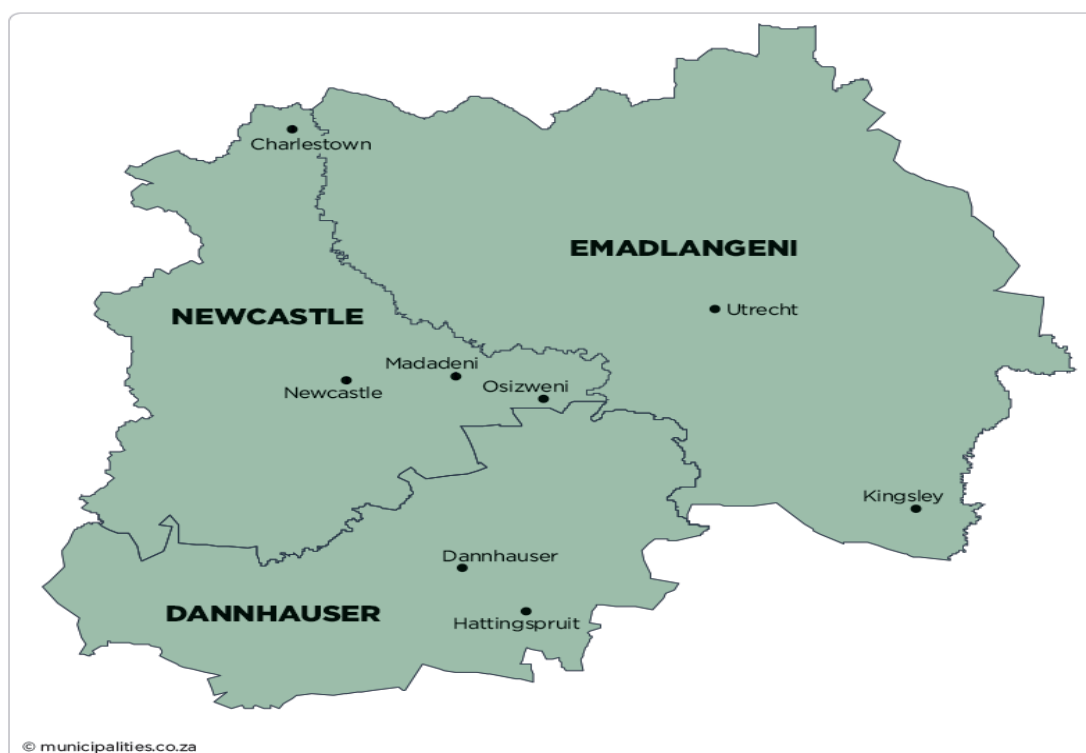 Charlestown
EMADLANGENI
Utrecht
NEWCASTLE
Madadeni
Newcastle
Osizweni
Kingsley
Dannhauser
DANNHAUSER
Hattingspruit
© municipalities.co.za